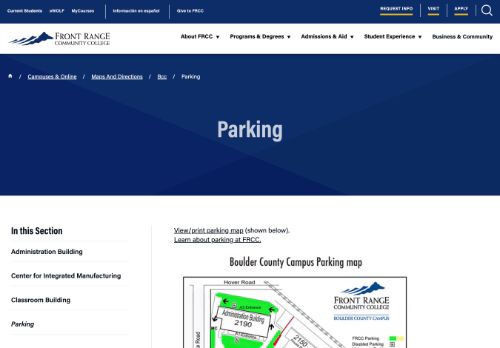 Current Students eWOLF MyCourses Información en español Give to FRCC REQUEST INFO VISIT APPLY
FRONT RANGE
COMMUNITY COLLEGE
About FRCC Programs & Degrees Admissions & Aid Student Experience Business & Community
/ Campuses & Online / Maps And Directions / Bcc / Parking
Parking
In this Section
Administration Building
Center for Integrated Manufacturing
Classroom Building
Parking
View/print parking map (shown below).
Learn about parking at FRCC.
Boulder County Campus Parking map
Hover Road
Administration Building
2190
2150
FRONT RANGE
COMMUNITY COLLEGE
BOULDER COUNTY CAMPUS
FRCC Parking
Disabled Parking